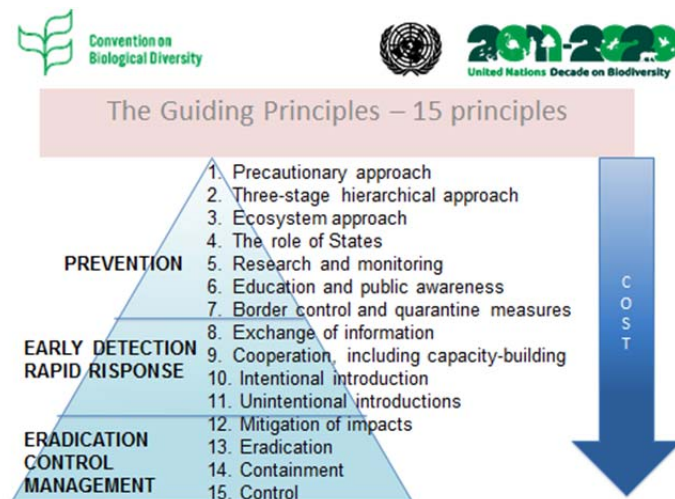 Convention on
Biological Diversity
2011-2020
United Nations Decade on Biodiversity
The Guiding Principles – 15 principles
1. Precautionary approach
2. Three-stage hierarchical approach
3. Ecosystem approach
4. The role of States
PREVENTION
5. Research and monitoring
6. Education and public awareness
7. Border control and quarantine measures
8. Exchange of information
EARLY DETECTION
RAPID RESPONSE
9. Cooperation, including capacity-building
10. Intentional introduction
11. Unintentional introductions
12. Mitigation of impacts
ERADICATION
CONTROL
MANAGEMENT
13. Eradication
14. Containment
15. Control
COST